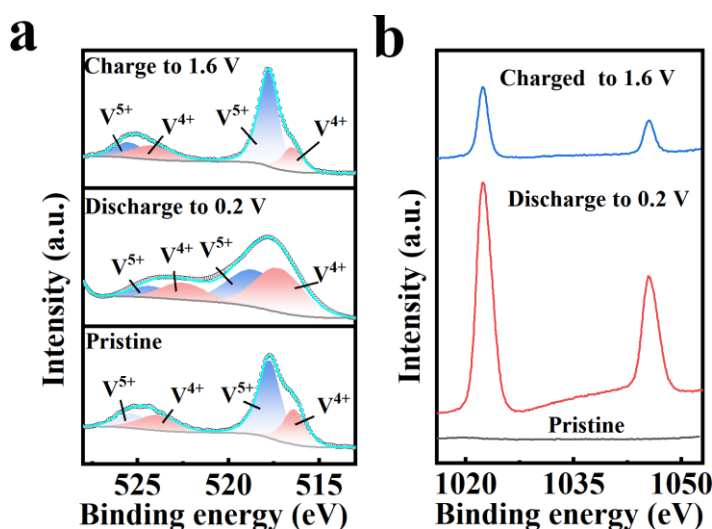 a
Charge to 1.6 V
V⁵⁺
V⁴⁺
V⁵⁺
V⁴⁺
Discharge to 0.2 V
V⁵⁺
V⁴⁺
V⁵⁺
V⁴⁺
Pristine
V⁵⁺
V⁴⁺
V⁵⁺
V⁴⁺
Intensity (a.u.)
525 520 515
Binding energy (eV)
b
Charged to 1.6 V
Discharge to 0.2 V
Pristine
Intensity (a.u.)
1020 1035 1050
Binding energy (eV)